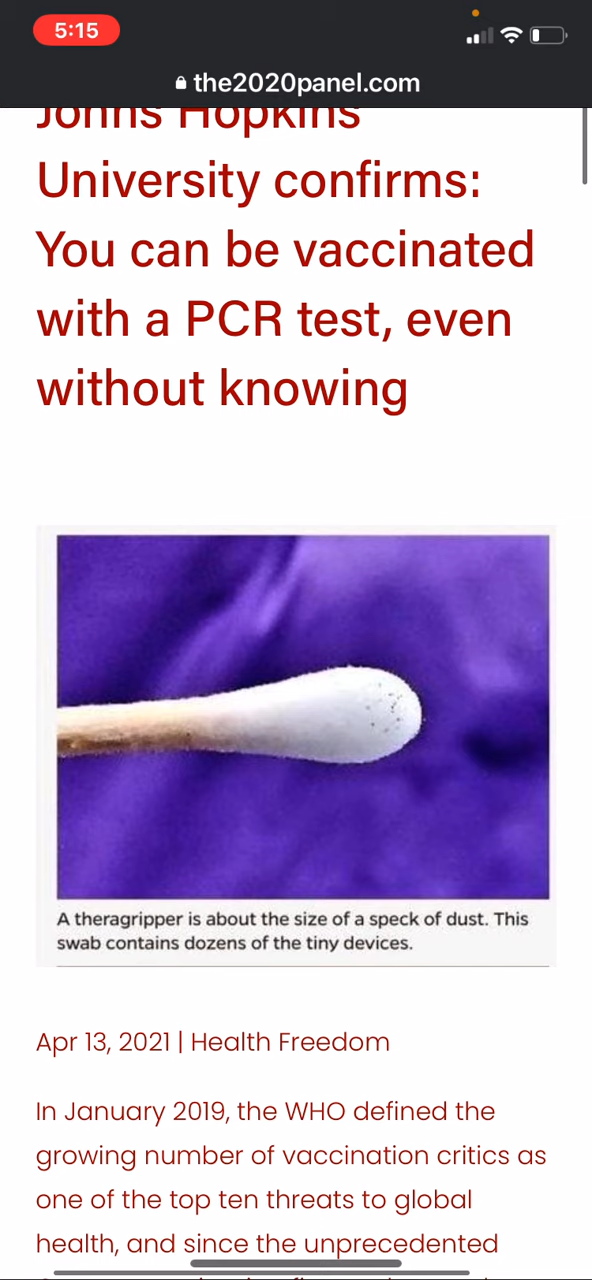 5:15
the2020panel.com
Johns Hopkins
University confirms:
You can be vaccinated
with a PCR test, even
without knowing
A theragripper is about the size of a speck of dust. This
swab contains dozens of the tiny devices.
Apr 13, 2021 | Health Freedom
In January 2019, the WHO defined the
growing number of vaccination critics as
one of the top ten threats to global
health, and since the unprecedented